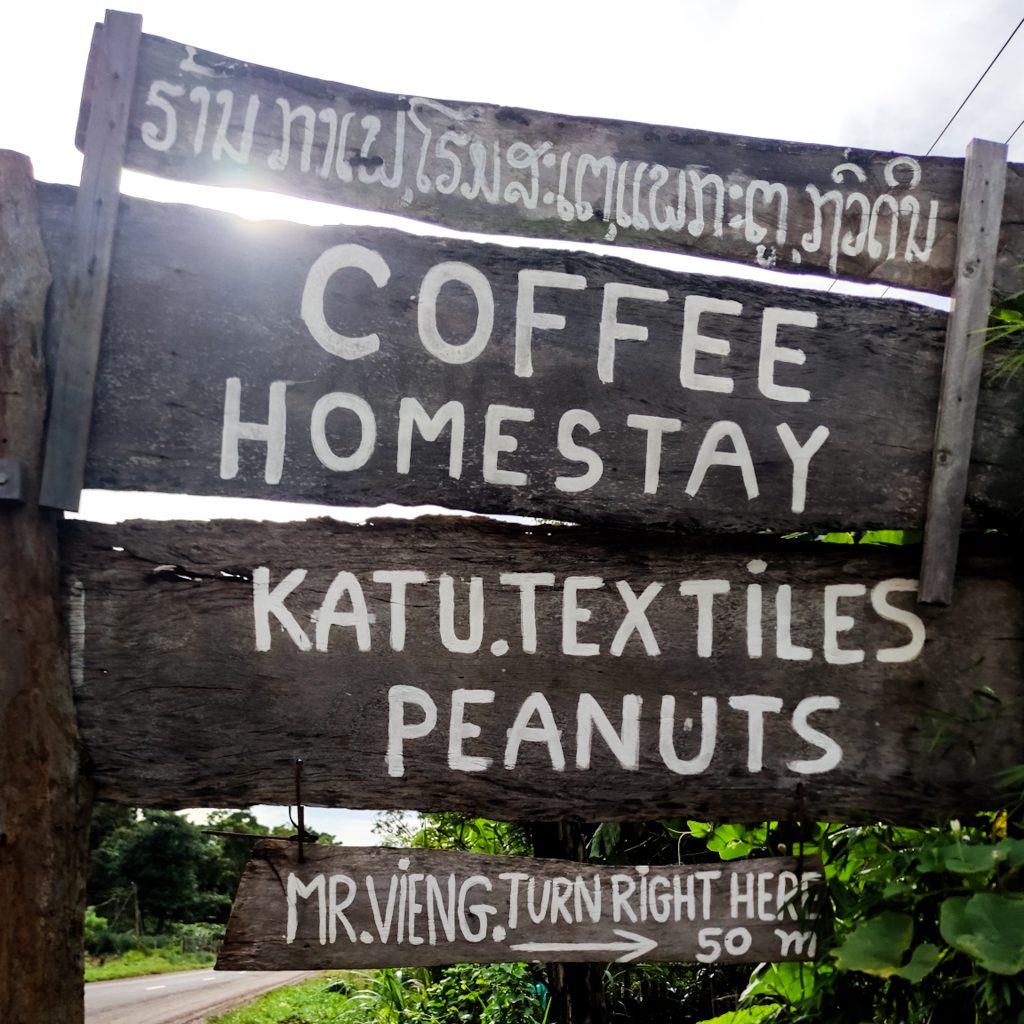 ຮ້ານ ກາເຟ,ໂຮມສະເຕ,ແພກະຕູ,ຖົ່ວດິນ
COFFEE
HOMESTAY
KATU.TEXTILES
PEANUTS
MR.VIENG.TURN RIGHT HERE
50 m